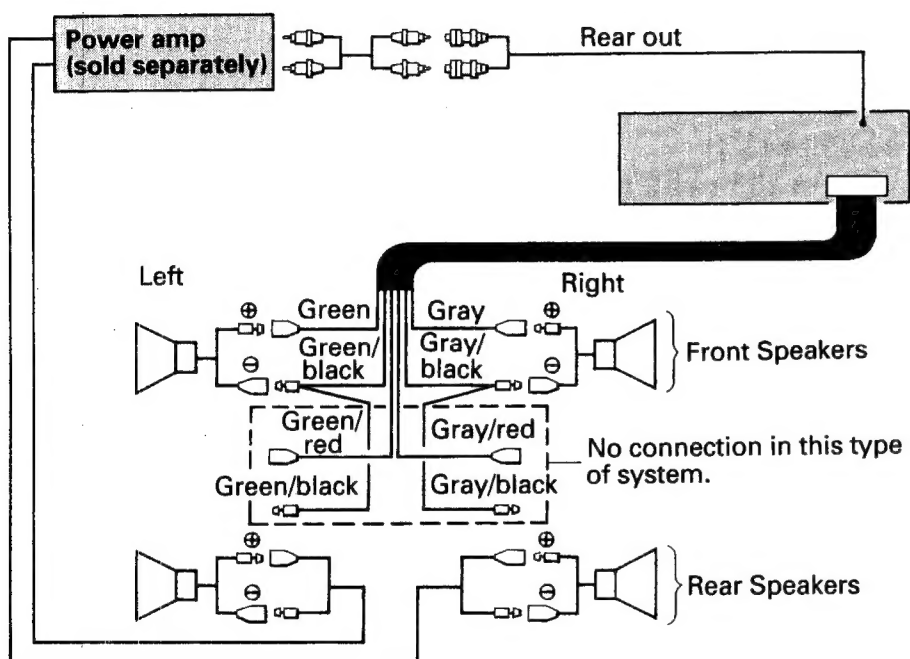 Power amp
(sold separately)
Rear out
Left
Right
⊕
Green
Gray
⊕
⊖
Green/
black
Gray/
black
⊖
Front Speakers
Green/
red
Gray/red
No connection in this type
of system.
Green/black
Gray/black
⊕
⊕
⊖
⊖
Rear Speakers